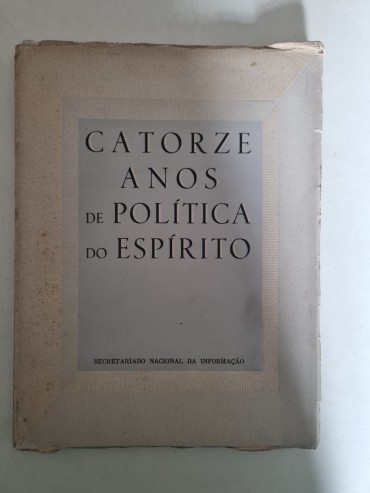 CATORZE
ANOS
DE POLÍTICA
DO ESPÍRITO
SECRETARIADO NACIONAL DA INFORMAÇÃO